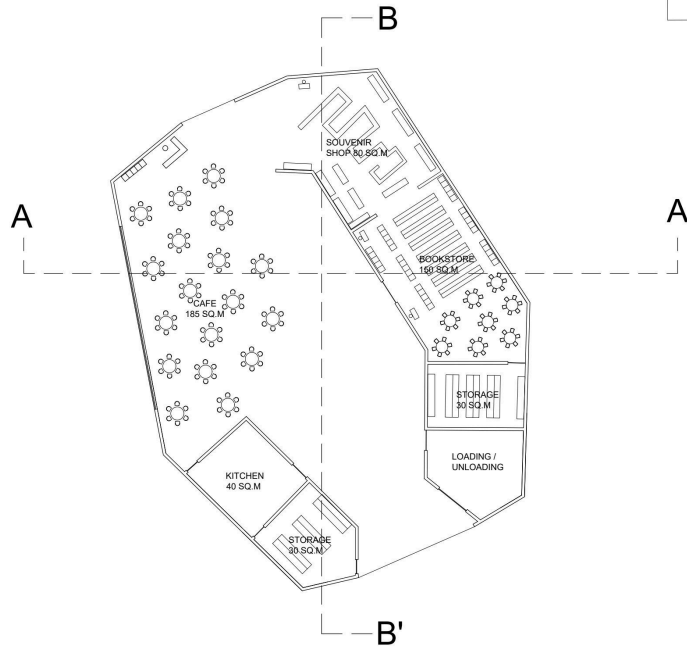 B
SOUVENIR
SHOP 80 SQ.M
A
A
BOOKSTORE
150 SQ.M
CAFE
185 SQ.M
STORAGE
30 SQ.M
LOADING /
UNLOADING
KITCHEN
40 SQ.M
STORAGE
30 SQ.M
B'